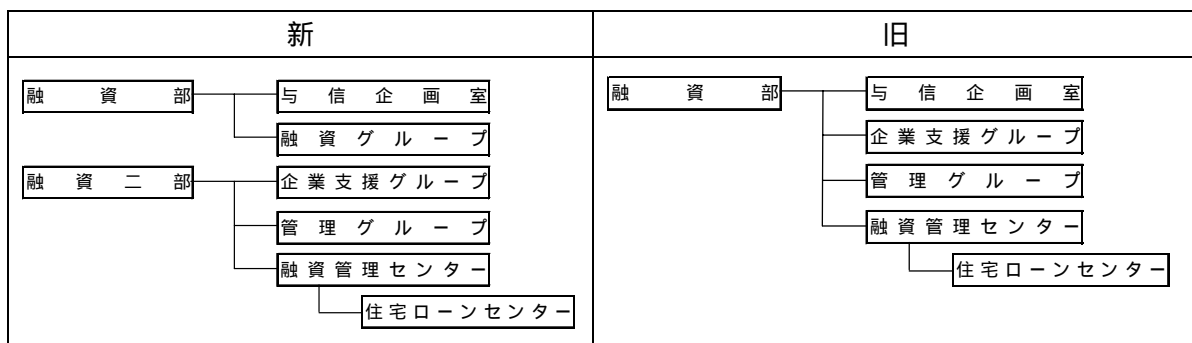 新
融資部
与信企画室
融資グループ
融資二部
企業支援グループ
管理グループ
融資管理センター
住宅ローンセンター
旧
融資部
与信企画室
企業支援グループ
管理グループ
融資管理センター
住宅ローンセンター